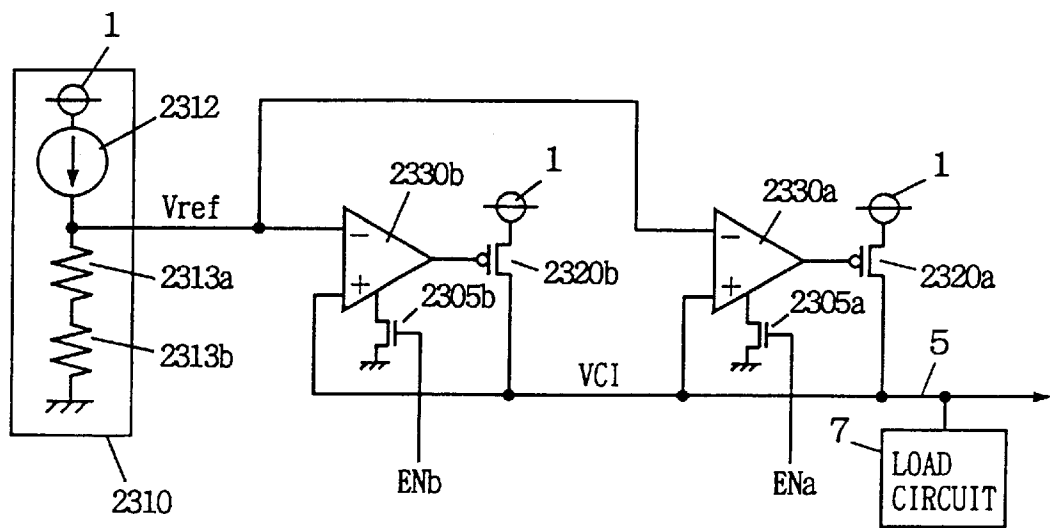 1
2312
Vref
2313a
2313b
2310
2330b
−
+
1
2320b
2305b
VCI
ENb
2330a
−
+
1
2320a
2305a
ENa
5
7
LOAD
CIRCUIT